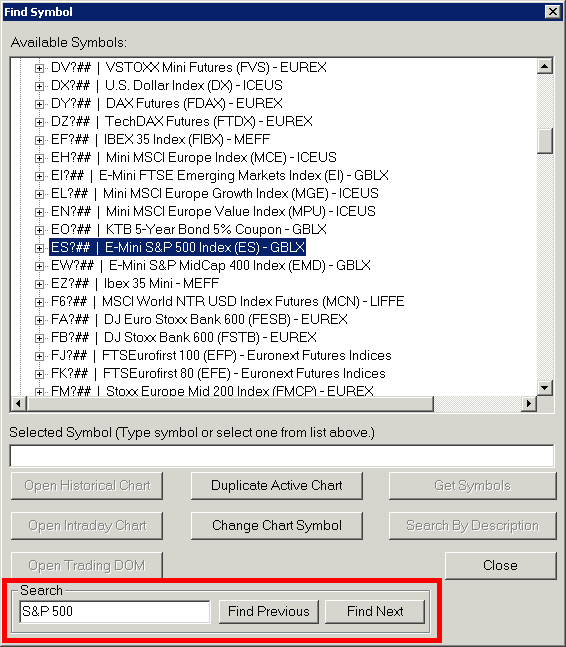 Find Symbol
Available Symbols:
DV?## | VSTOXX Mini Futures (FVS) - EUREX
DX?## | U.S. Dollar Index (DX) - ICEUS
DY?## | DAX Futures (FDAX) - EUREX
DZ?## | TechDAX Futures (FTDX) - EUREX
EF?## | IBEX 35 Index (FIBX) - MEFF
EH?## | Mini MSCI Europe Index (MCE) - ICEUS
EI?## | E-Mini FTSE Emerging Markets Index (EI) - GBLX
EL?## | Mini MSCI Europe Growth Index (MGE) - ICEUS
EN?## | Mini MSCI Europe Value Index (MPU) - ICEUS
EO?## | KTB 5-Year Bond 5% Coupon - GBLX
ES?## | E-Mini S&P 500 Index (ES) - GBLX
EW?## | E-Mini S&P MidCap 400 Index (EMD) - GBLX
EZ?## | Ibex 35 Mini - MEFF
F6?## | MSCI World NTR USD Index Futures (MCN) - LIFFE
FA?## | DJ Euro Stoxx Bank 600 (FESB) - EUREX
FB?## | DJ Stoxx Bank 600 (FSTB) - EUREX
FJ?## | FTSEurofirst 100 (EFP) - Euronext Futures Indices
FK?## | FTSEurofirst 80 (EFE) - Euronext Futures Indices
FM?## | Stoxx Europe Mid 200 Index (FMCP) - EUREX
Selected Symbol (Type symbol or select one from list above.)
Open Historical Chart Duplicate Active Chart Get Symbols
Open Intraday Chart Change Chart Symbol Search By Description
Open Trading DOM Close
Search
S&P 500 Find Previous Find Next